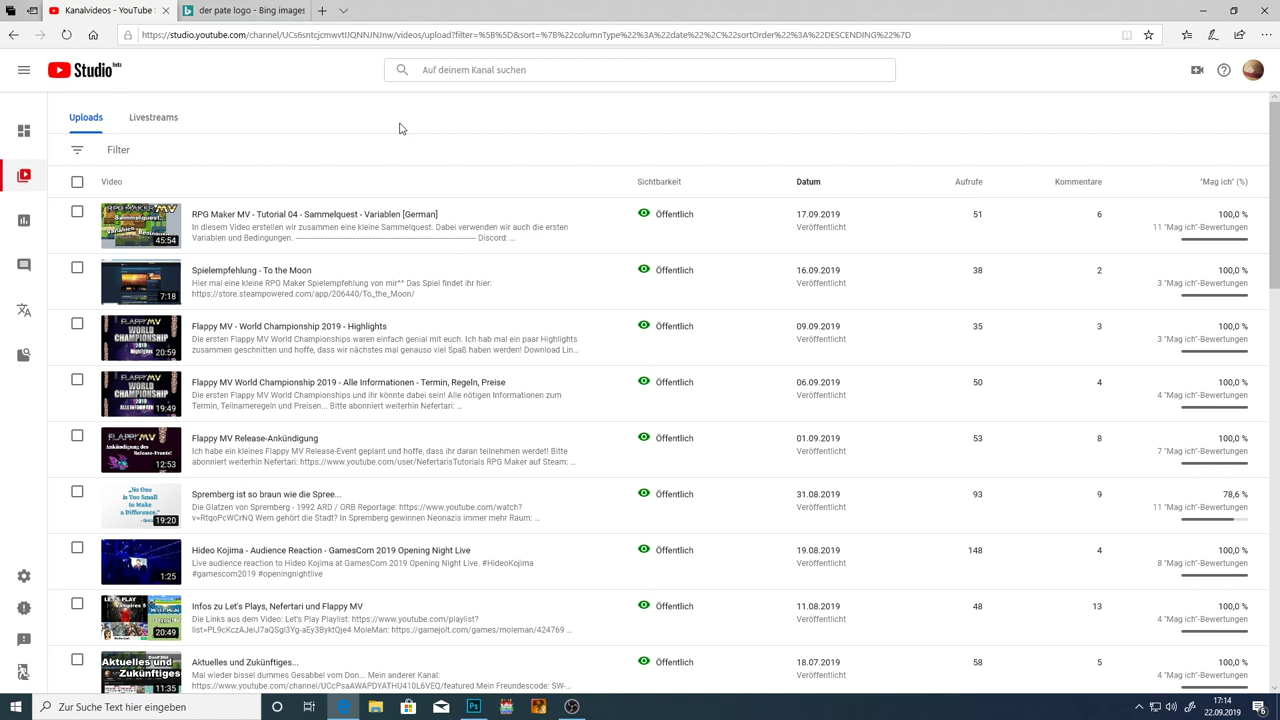 Kanalvideos - YouTube
der pate - Bing images
https://studio.youtube.com/channel/UCs6sntcjcmwvtIJQNNJNJnw/videos/upload?filter=%5B%5D&sort=%7B%22columnType%22%3A%22date%22%2C%22sortOrder%22%3A%22DESCENDING%22%7D
Studio beta
Auf deinem Kanal suchen
Uploads Livestreams
Filter
Video Sichtbarkeit Datum Aufrufe Kommentare "Mag ich" (%)
RPG Maker MV - Tutorial 04 - Sammelquest - Variablen [German] Öffentlich 17.09.2019 51 6 100,0 %
In diesem Video erstellen wir zusammen eine kleine Sammelquest. Dabei verwenden wir auch die ersten Veröffentlicht 11 "Mag ich"-Bewertungen
Variablen und Bedingungen. Discord: ...
45:54
Spielempfehlung - To the Moon Öffentlich 16.09.2019 38 2 100,0 %
Hier mal eine kleine RPG Maker Spielempfehlung von mir^^ Das Spiel findet ihr hier: Veröffentlicht 3 "Mag ich"-Bewertungen
https://store.steampowered.com/app/206440/To_the_Moon/
7:18
Flappy MV - World Championship 2019 - Highlights Öffentlich 09.09.2019 35 3 100,0 %
Die ersten Flappy MV World Championships waren einfach genial mit euch. Ich hab mal ein paar Highlights Veröffentlicht 3 "Mag ich"-Bewertungen
zusammen geschnitten und hoffe, dass wir nächstes mal genauso viel Spaß haben werden! Download Lin...
20:59
Flappy MV World Championship 2019 - Alle Informationen - Termin, Regeln, Preise Öffentlich 06.09.2019 50 4 100,0 %
Die ersten Flappy MV World Championships und ihr könnte dabei sein! Alle nötigen Informationen zum Veröffentlicht 4 "Mag ich"-Bewertungen
Termin, Teilnameregeln und Preisen... Bitte abonniert weiterhin Nefertari: ...
19:49
Flappy MV Release-Ankündigung Öffentlich 01.09.2019 53 8 100,0 %
Ich habe ein kleines Flappy MV Release-Event geplant und hoffe, dass ihr daran teilnehmen werdet! Bitte Veröffentlicht 7 "Mag ich"-Bewertungen
abonniert weiterhin Nefertari: https://www.youtube.com/user/NefertarisTutorials RPG Maker auf Steam: ...
12:53
Spremberg ist so braun wie die Spree... Öffentlich 31.08.2019 93 9 78,6 %
Die Glatzen von Spremberg - 1992 ARD / ORB Reportage: https://www.youtube.com/watch? Veröffentlicht 11 "Mag ich"-Bewertungen
v=RtqoPcWCrNQ Wem gehört die Stadt? In Spremberg gewinnen Neonazis immer mehr Raum: ...
„No One
is Too Small
to Make
a Difference."
19:20
Hideo Kojima - Audience Reaction - GamesCom 2019 Opening Night Live Öffentlich 19.08.2019 148 4 100,0 %
Live audience reaction to Hideo Kojima at GamesCom 2019 Opening Night Live. #HideoKojima Veröffentlicht 8 "Mag ich"-Bewertungen
#gamescom2019 #openingnightlive
1:25
Infos zu Let's Plays, Nefertari und Flappy MV Öffentlich 11.08.2019 48 13 100,0 %
Die Links aus dem Video: Let's Play Playlist: https://www.youtube.com/playlist? Veröffentlicht 4 "Mag ich"-Bewertungen
list=PL9cKczAJeiJ7aQSgi3Yg-aEy3ByktQje4 MoleMan: https://gamejolt.com/games/moleman/424769 ...
20:49
Aktuelles und Zukünftiges... Öffentlich 18.07.2019 58 5 100,0 %
Mal wieder bissel dummes Gesabbel vom Don... Mein anderer Kanal: Veröffentlicht 4 "Mag ich"-Bewertungen
https://www.youtube.com/channel/UCcPsaAWAPDYATHU410L6VEQ/featured Mein Freundescode: SW-...
Aktuelles und
Zukünftiges
11:35
Zur Suche Text hier eingeben
17:14
22.09.2019